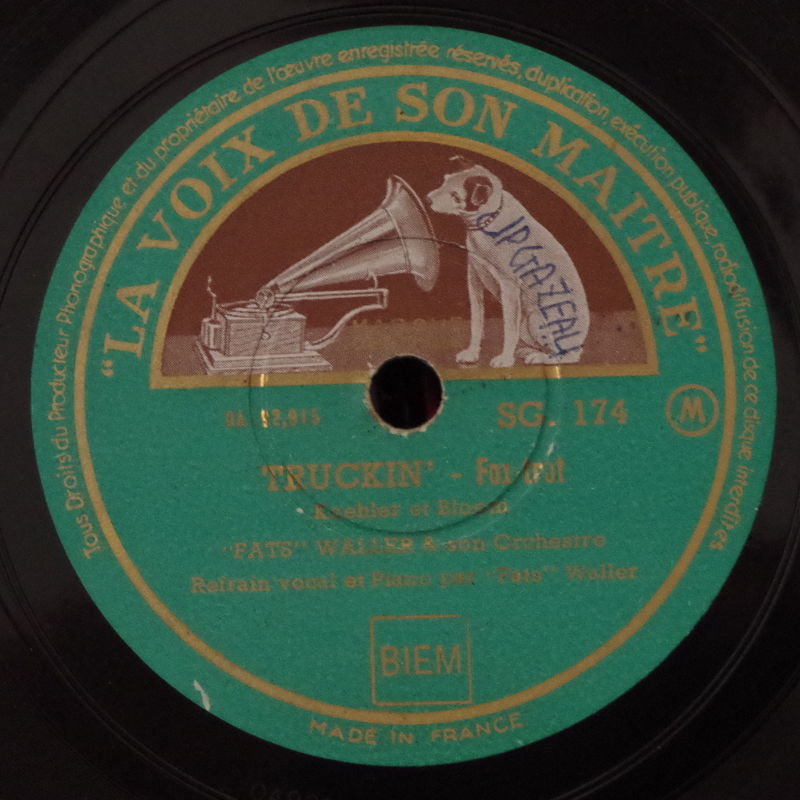 Tous Droits du Producteur Phonographique et du propriétaire de l'œuvre enregistrée réservés, duplication, exécution publique, radiodiffusion de ce disque interdites
"LA VOIX DE SON MAITRE"
JPGAZEAU
SG. 174
M
TRUCKIN' - Fox-trot
Koehler et Bloom
"FATS" WALLER & son Orchestre
Refrain vocal et Piano par "Fats" Waller
BIEM
MADE IN FRANCE